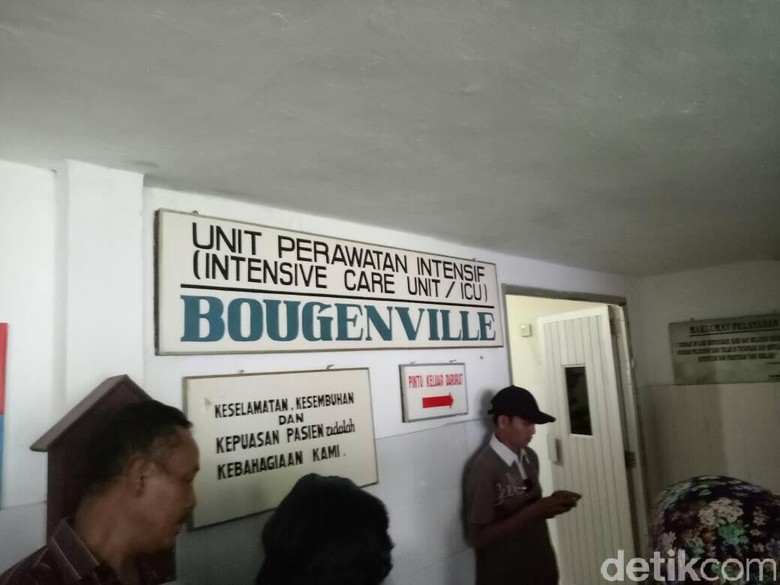 UNIT PERAWATAN INTENSIF
(INTENSIVE CARE UNIT / ICU)
BOUGENVILLE
KESELAMATAN, KESEMBUHAN
DAN
KEPUASAN PASIEN adalah
KEBAHAGIAAN KAMI.
PINTU KELUAR DARURAT
MAKLUMAT PELAYANAN
detikcom